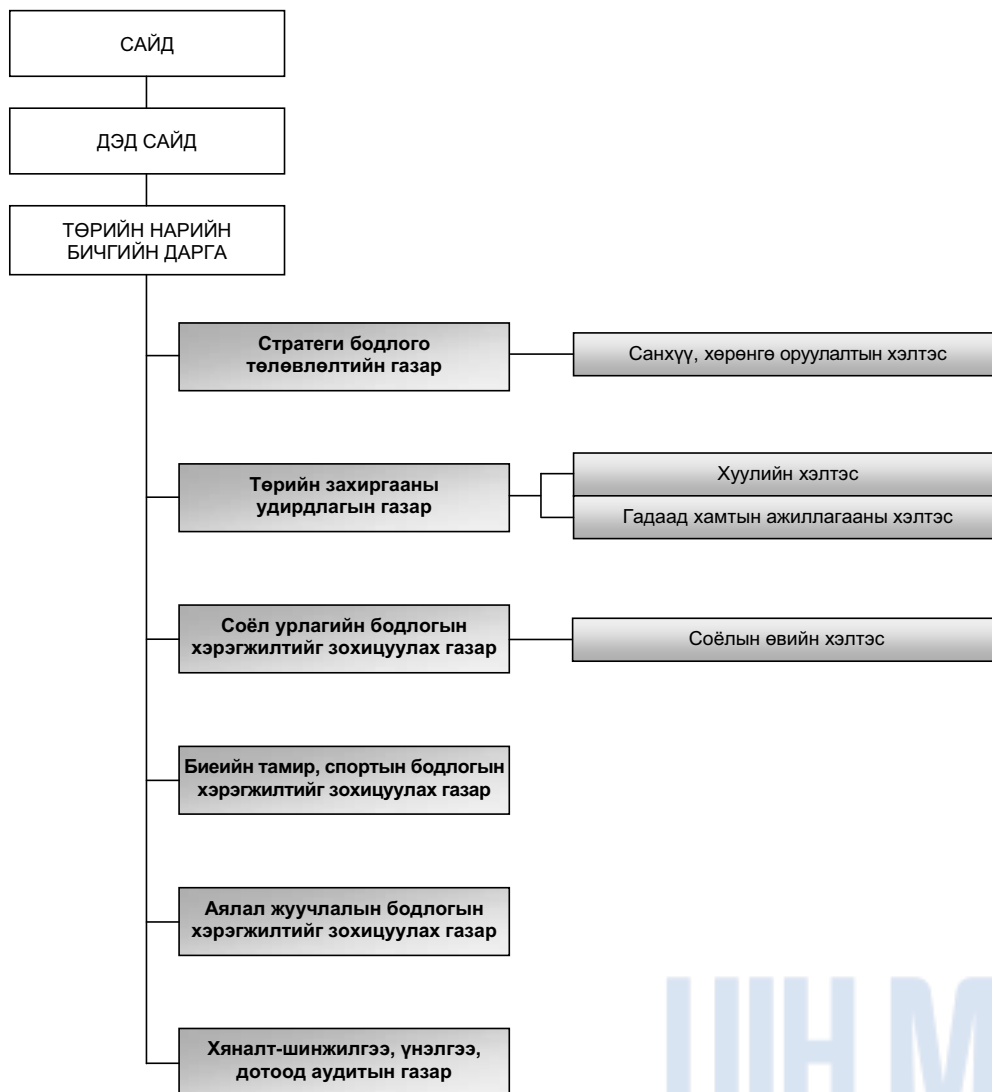 САЙД
ДЭД САЙД
ТӨРИЙН НАРИЙН
БИЧГИЙН ДАРГА
Стратеги бодлого
төлөвлөлтийн газар
Санхүү, хөрөнгө оруулалтын хэлтэс
Төрийн захиргааны
удирдлагын газар
Хуулийн хэлтэс
Гадаад хамтын ажиллагааны хэлтэс
Соёл урлагийн бодлогын
хэрэгжилтийг зохицуулах газар
Соёлын өвийн хэлтэс
Биеийн тамир, спортын бодлогын
хэрэгжилтийг зохицуулах газар
Аялал жуучлалын бодлогын
хэрэгжилтийг зохицуулах газар
Хяналт-шинжилгээ, үнэлгээ,
дотоод аудитын газар